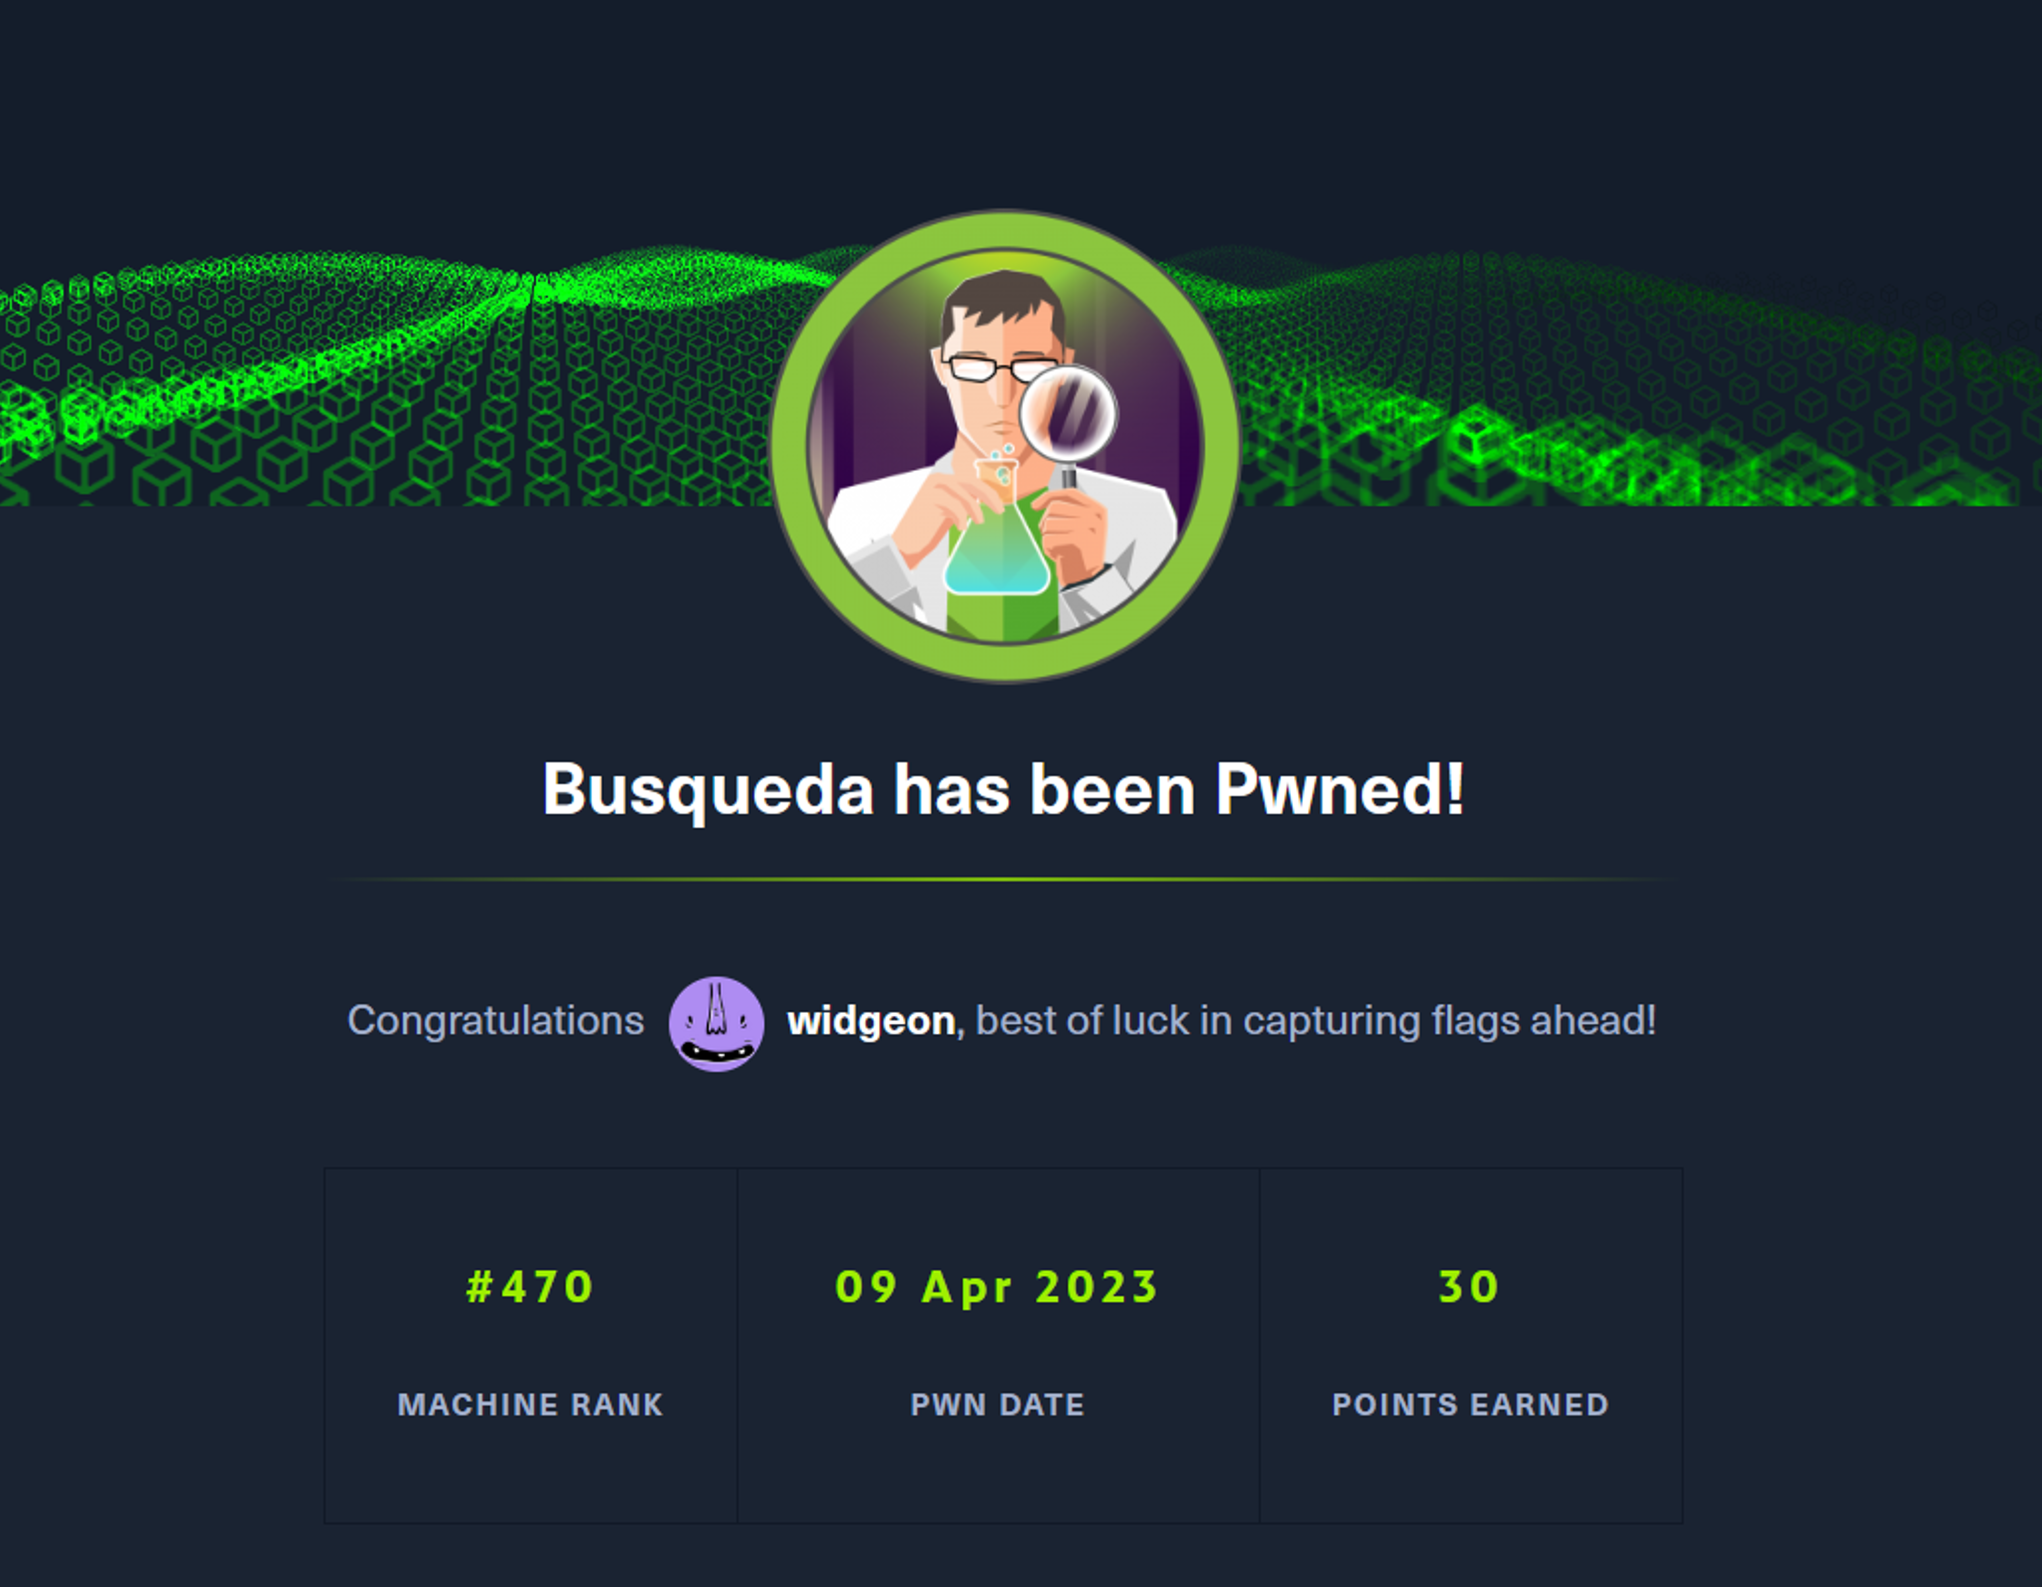 Busqueda has been Pwned!
Congratulations widgeon, best of luck in capturing flags ahead!
#470
MACHINE RANK
09 Apr 2023
PWN DATE
30
POINTS EARNED